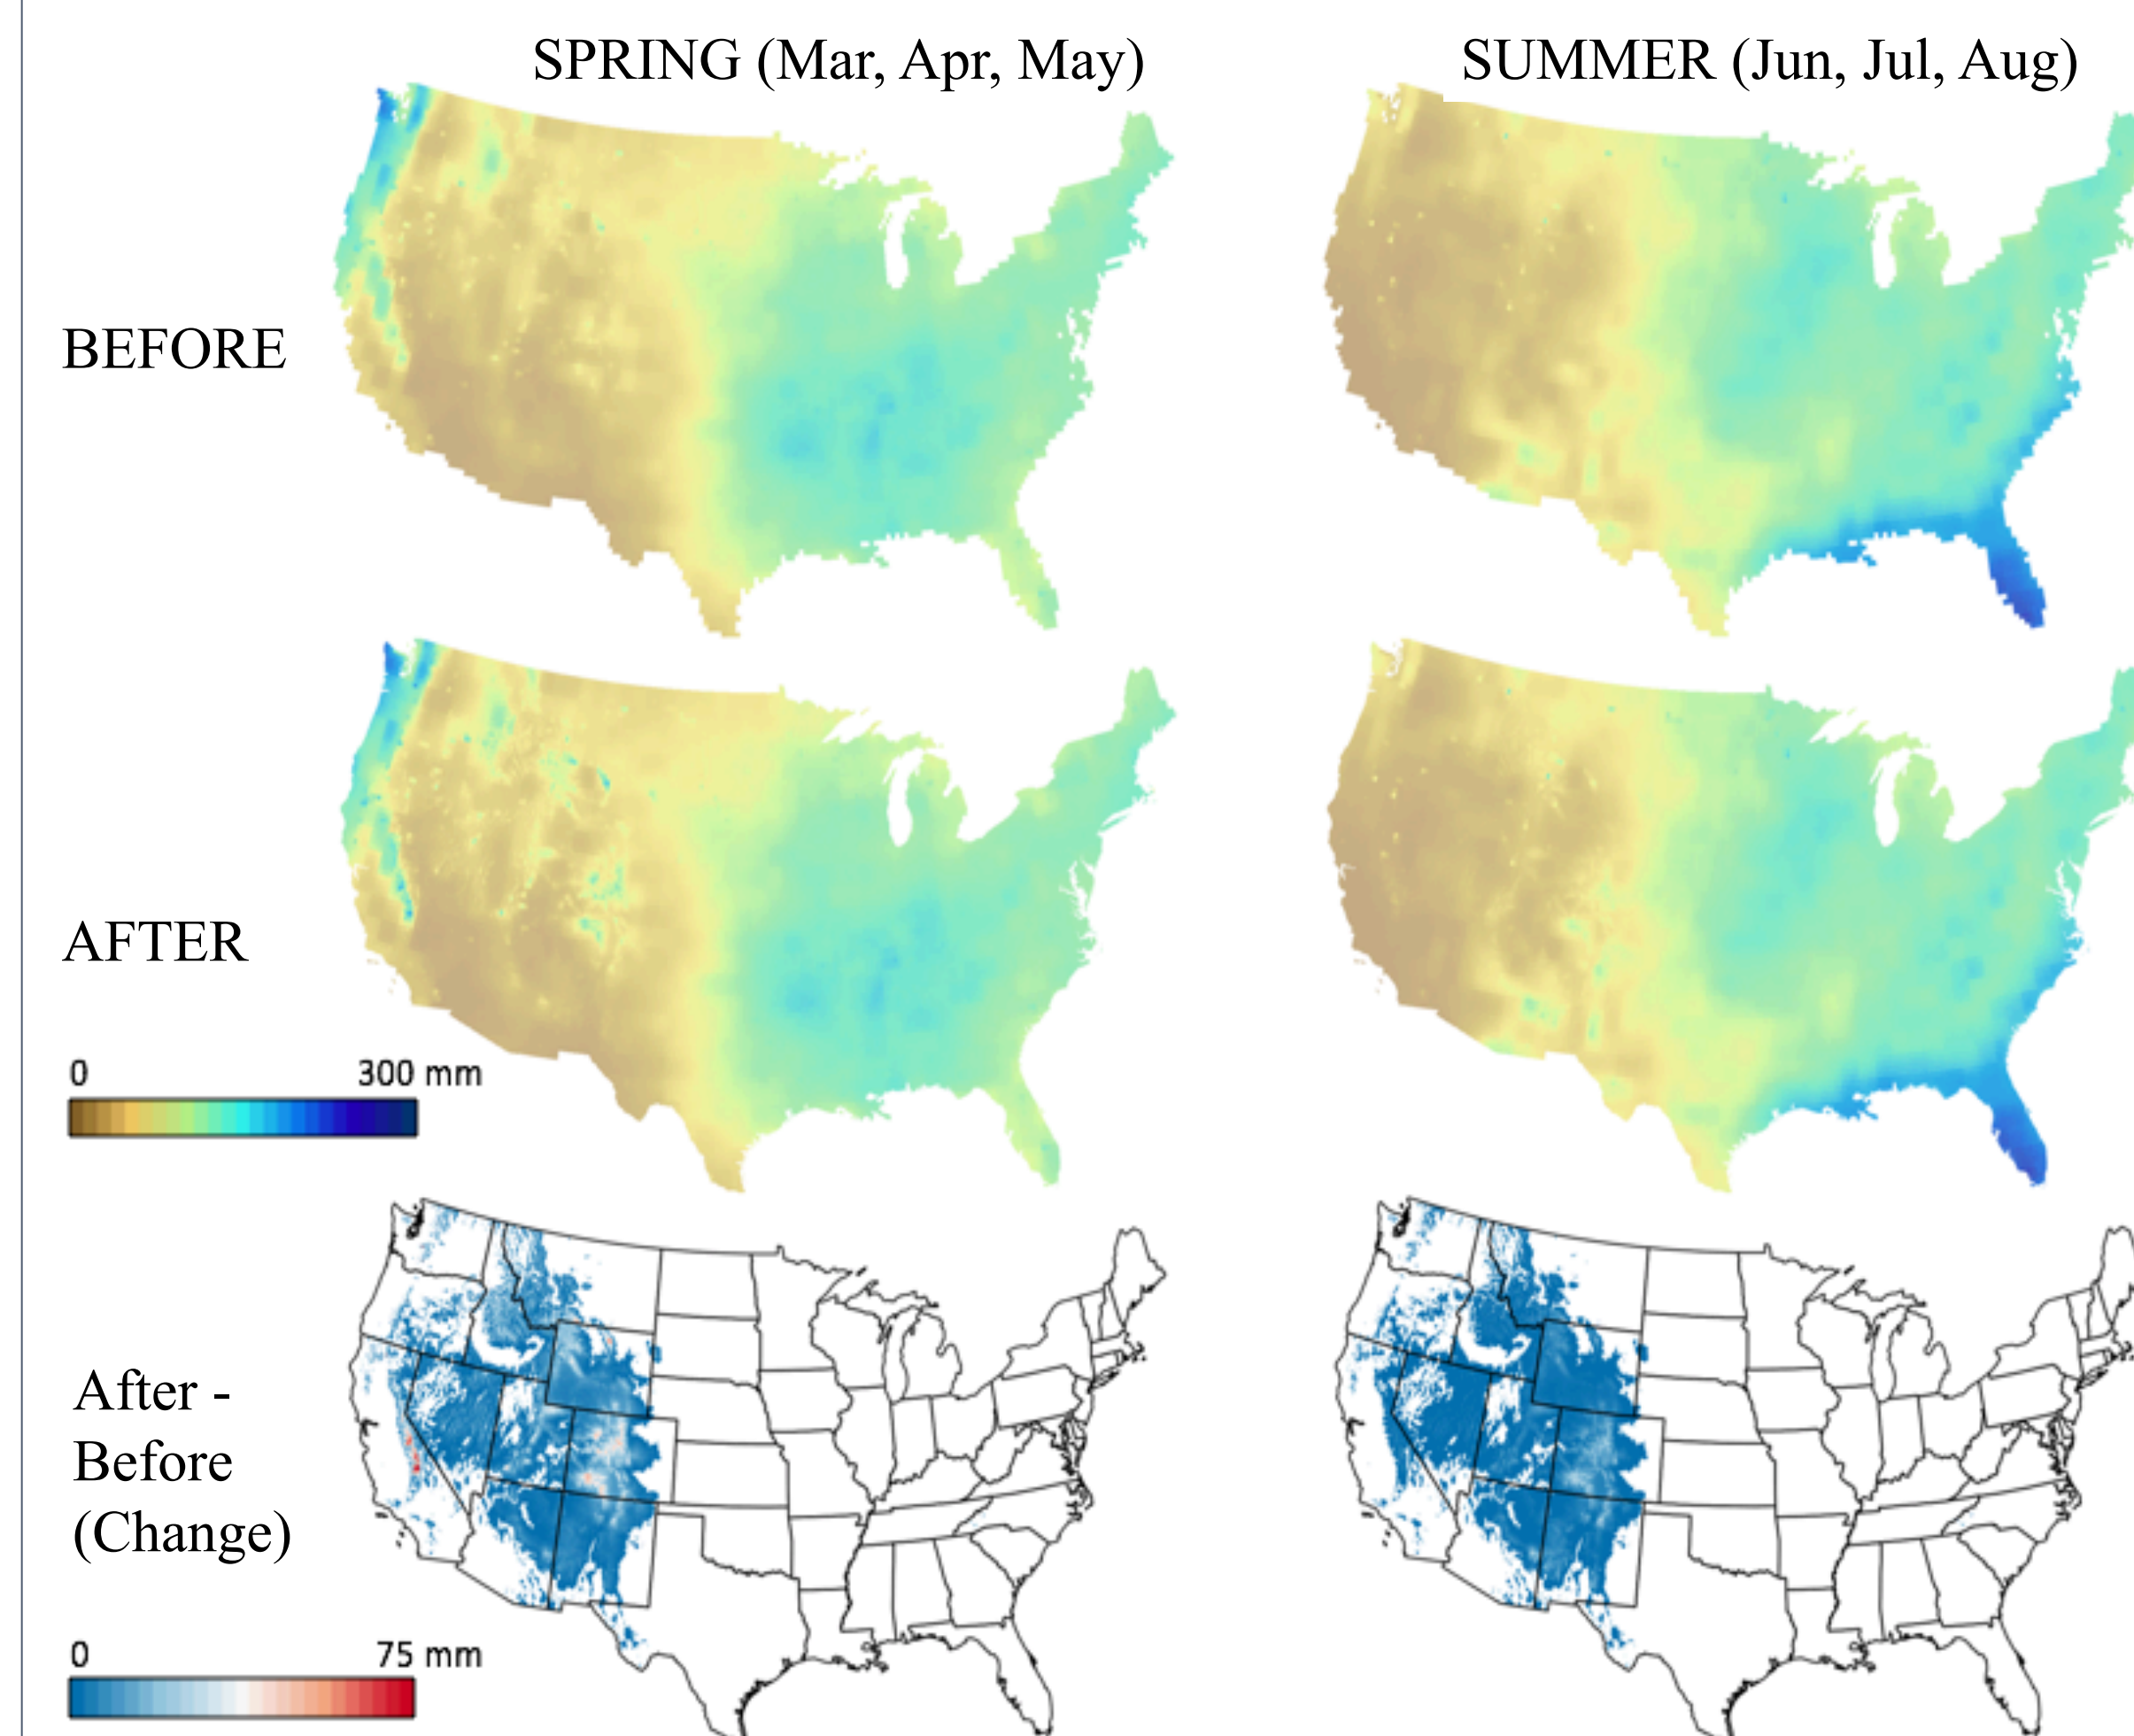 SPRING (Mar, Apr, May)
SUMMER (Jun, Jul, Aug)
BEFORE
AFTER
0
300 mm
After -
Before
(Change)
0
75 mm